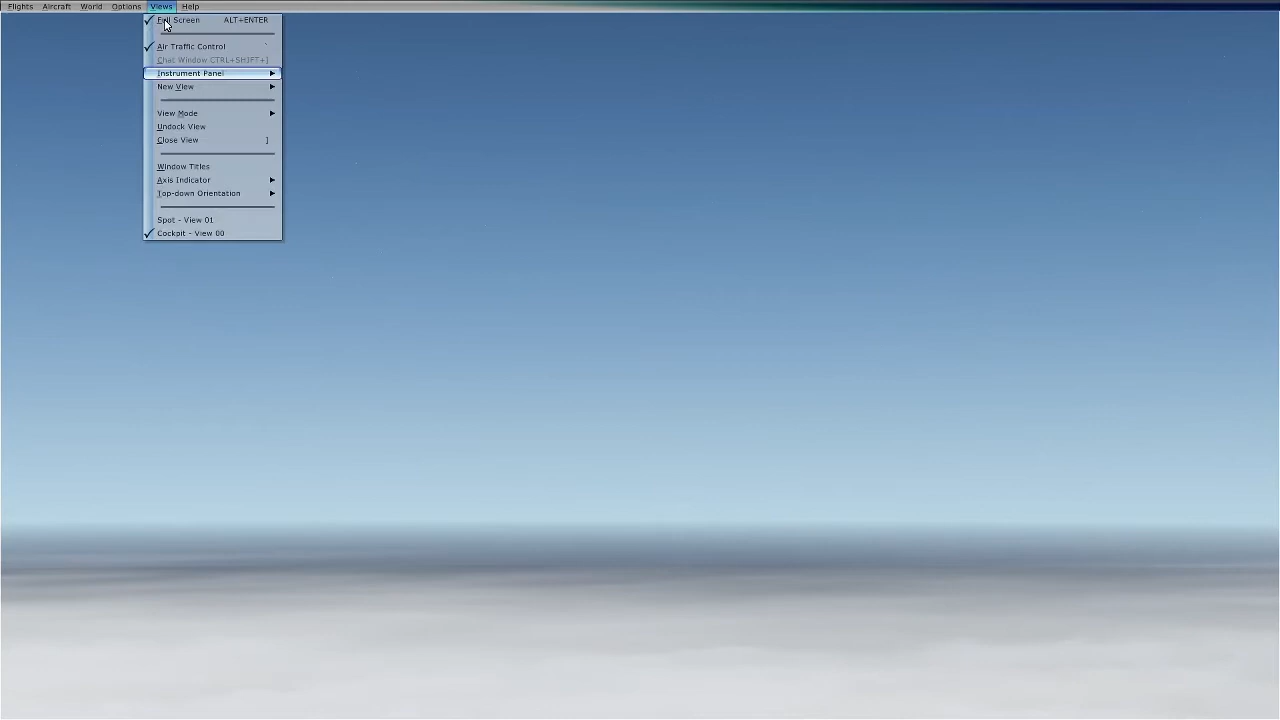 Flights Aircraft World Options Views Help
Full Screen ALT+ENTER
Air Traffic Control `
Chat Window CTRL+SHIFT+]
Instrument Panel
New View
View Mode
Undock View
Close View ]
Window Titles
Axis Indicator
Top-down Orientation
Spot - View 01
Cockpit - View 00